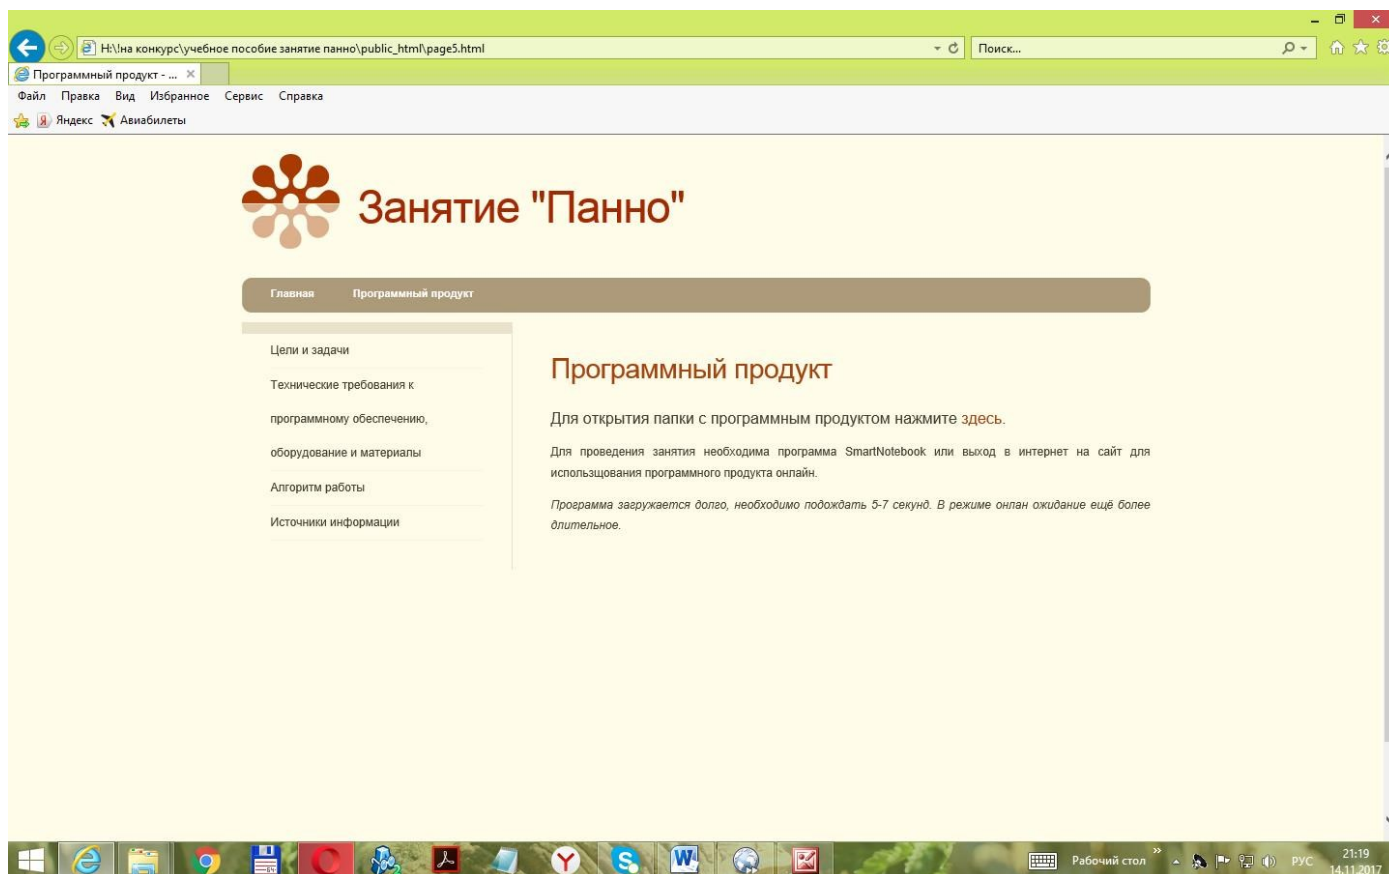 H:\!на конкурс\учебное пособие занятие панно\public_html\page5.html
Поиск...
Программный продукт - ...
Файл Правка Вид Избранное Сервис Справка
Яндекс Авиабилеты
Занятие "Панно"
Главная Программный продукт
Цели и задачи
Технические требования к
программному обеспечению,
оборудование и материалы
Алгоритм работы
Источники информации
Программный продукт
Для открытия папки с программным продуктом нажмите здесь.
Для проведения занятия необходима программа SmartNotebook или выход в интернет на сайт для
использщования программного продукта онлайн.
Программа загружается долго, необходимо подождать 5-7 секунд. В режиме онлан ожидание ещё более
длительное.
Рабочий стол
РУС
21:19
14.11.2017